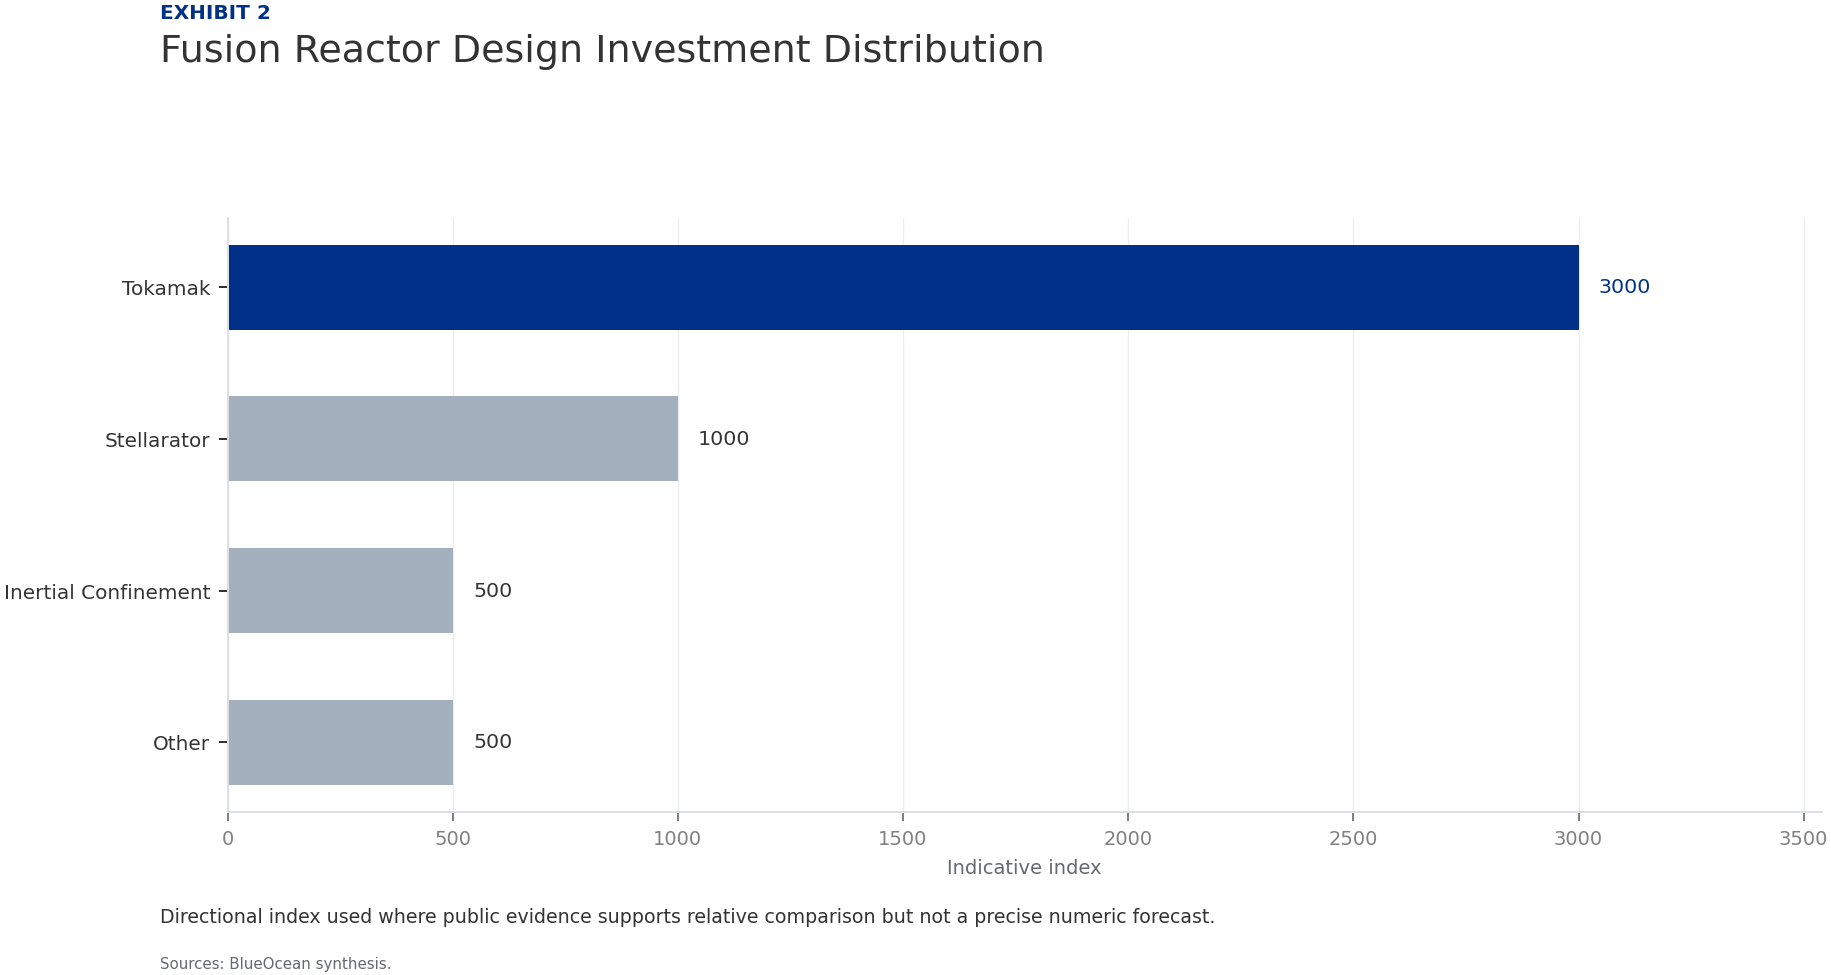 EXHIBIT 2
Fusion Reactor Design Investment Distribution
Tokamak
3000
Stellarator
1000
Inertial Confinement
500
Other
500
0 500 1000 1500 2000 2500 3000 3500
Indicative index
Directional index used where public evidence supports relative comparison but not a precise numeric forecast.
Sources: BlueOcean synthesis.